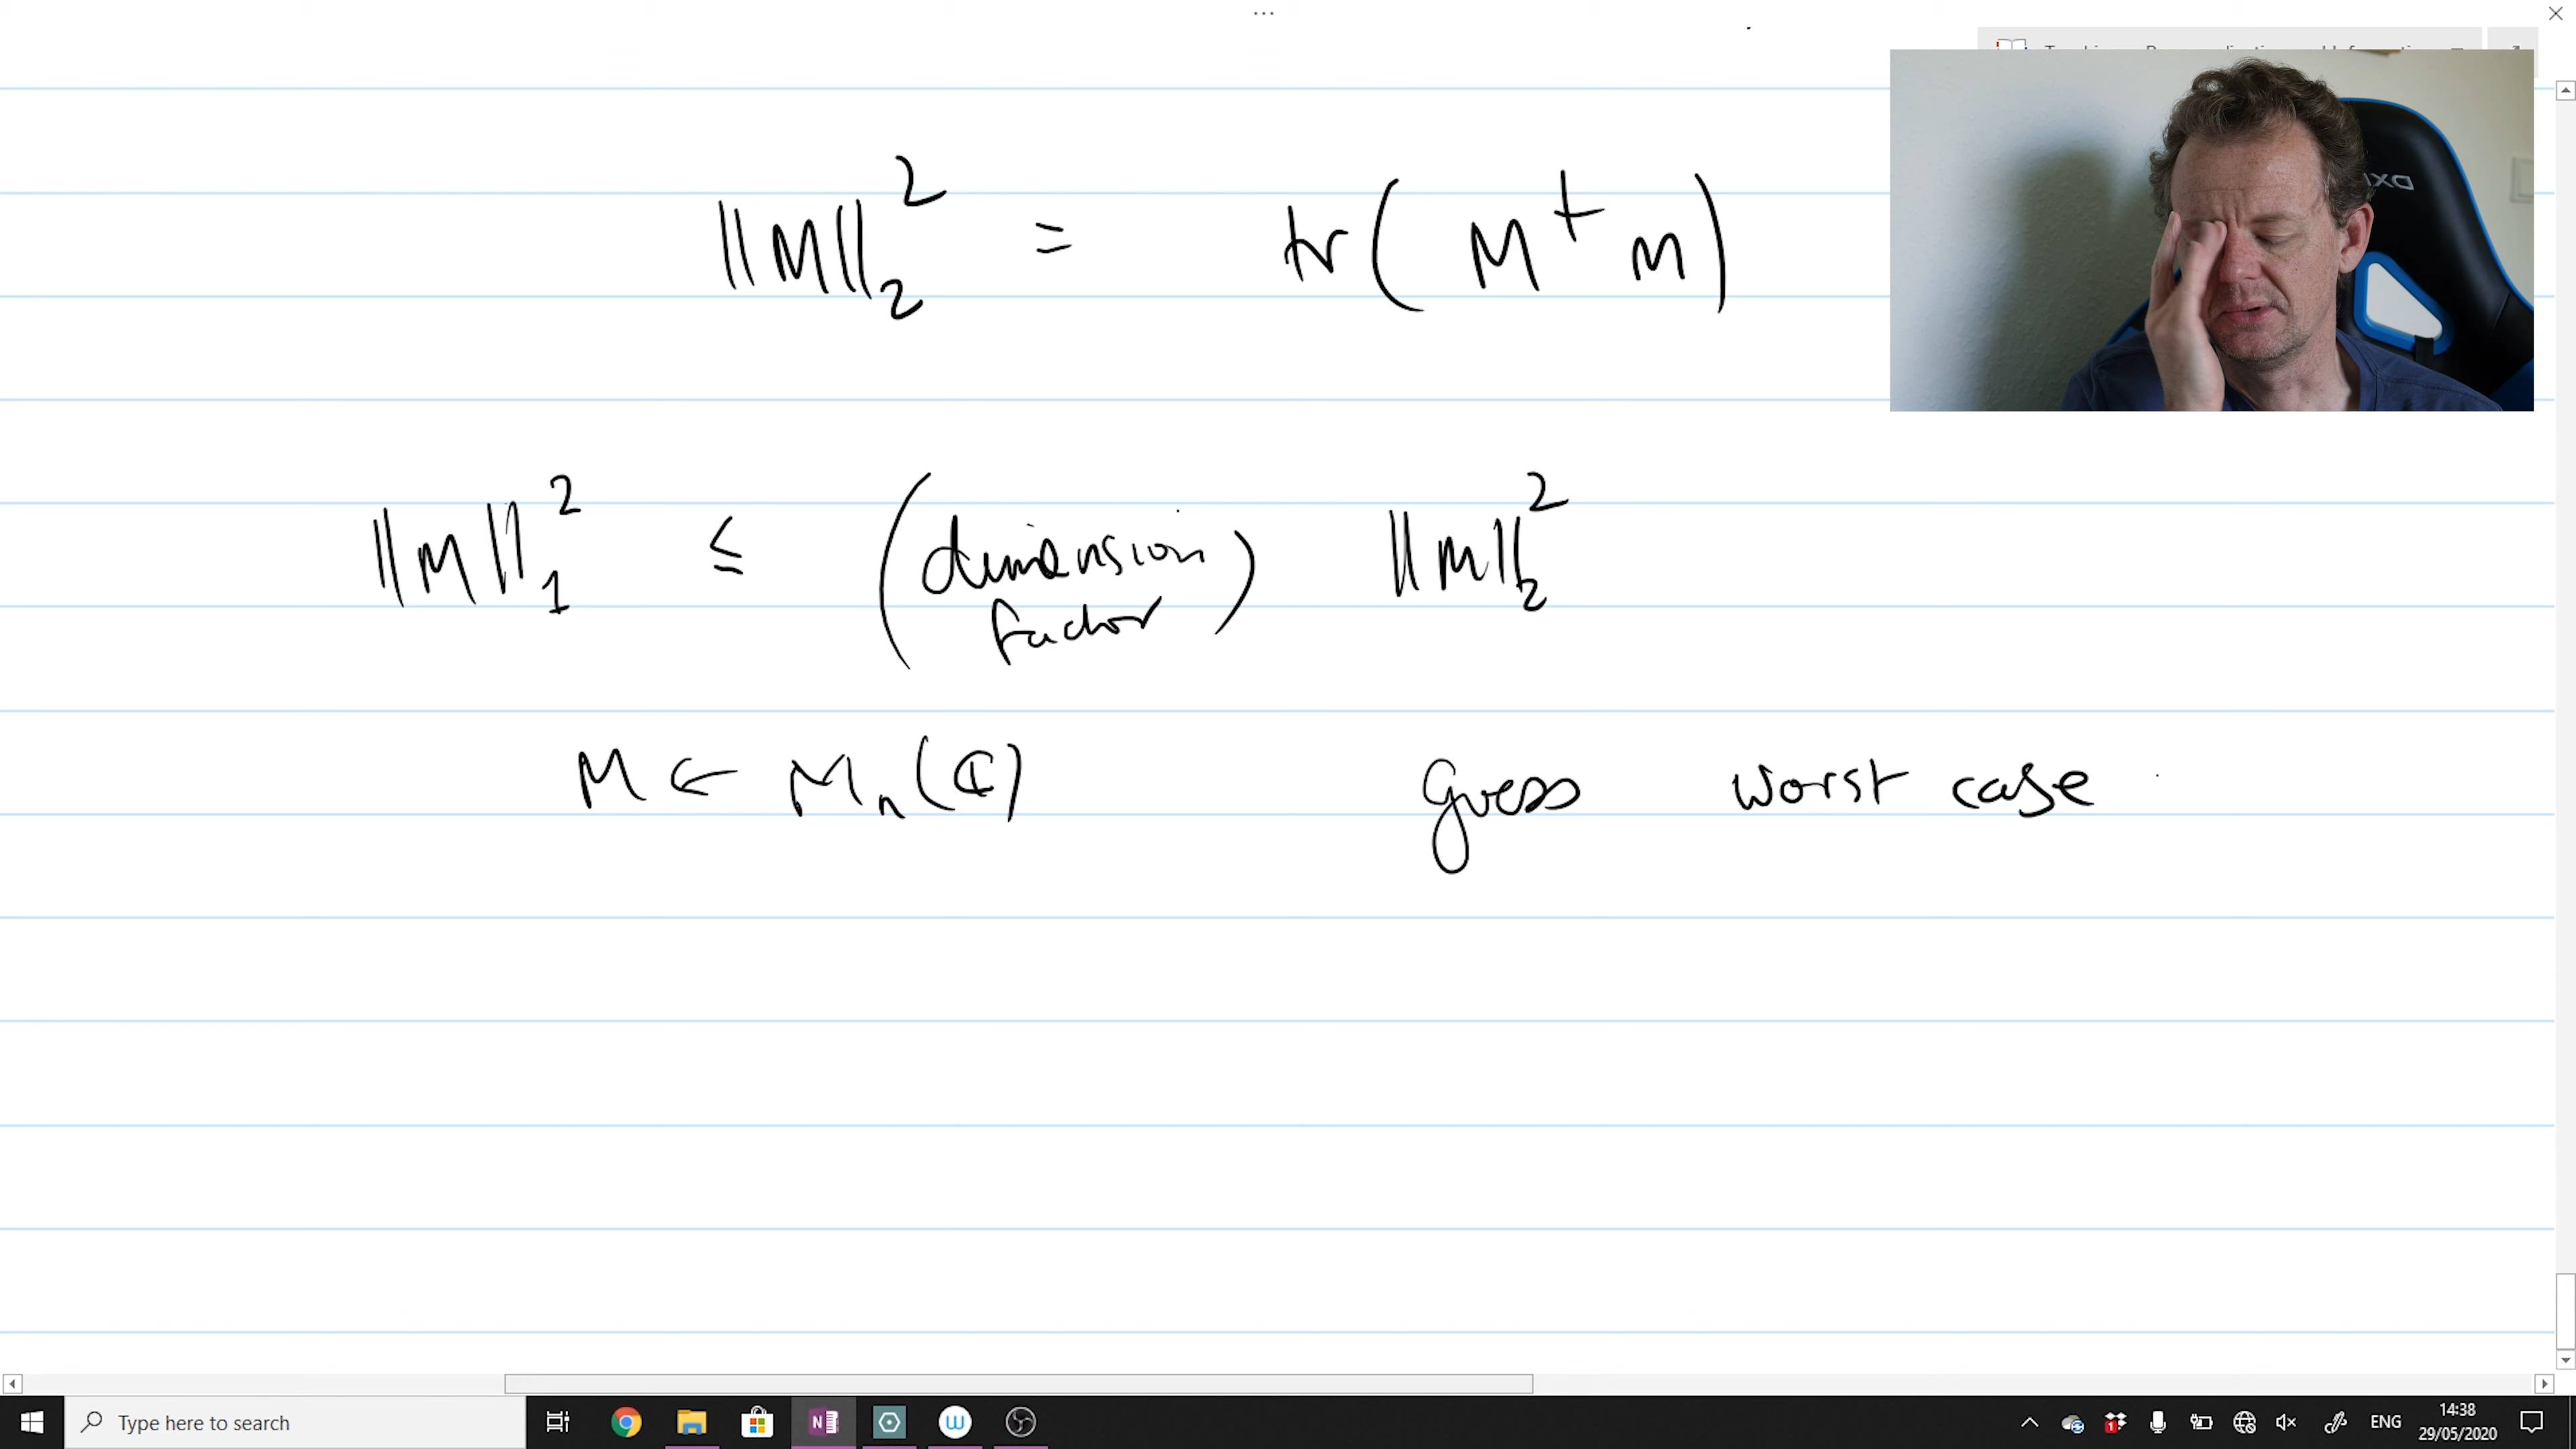 ‖M‖₂² = tr(M†M)
‖M‖₁² ≤ (dimension factor) ‖M‖₂²
M ∈ Mₙ(ℂ) Guess worst case
Type here to search
ENG
14:38
29/05/2020